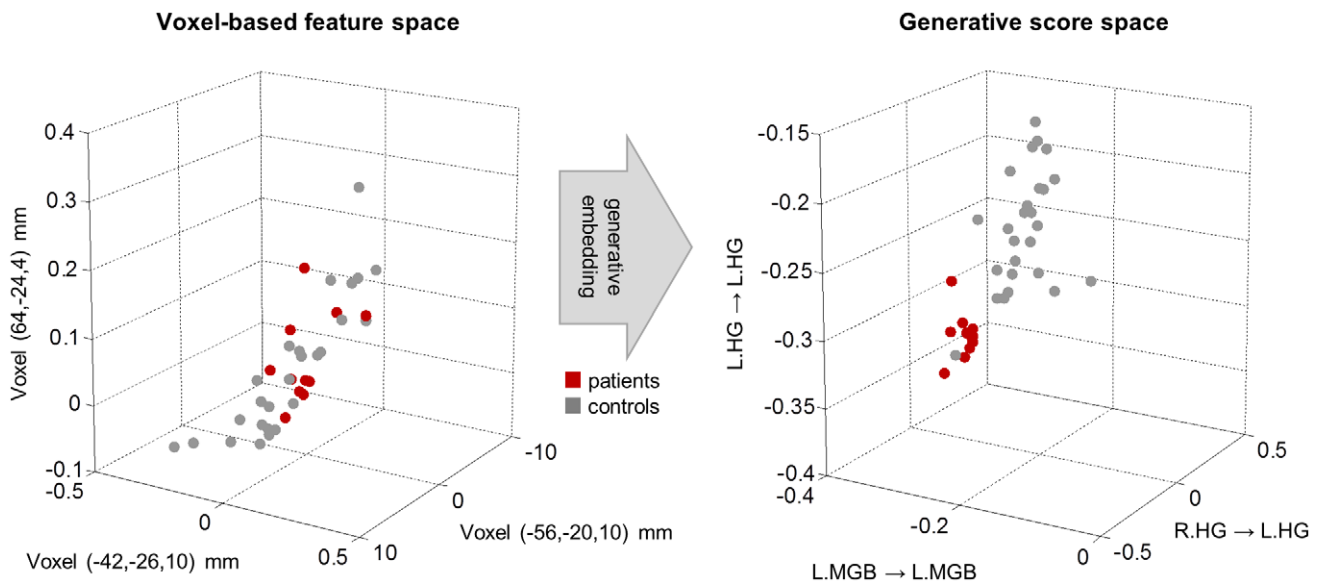 Voxel-based feature space
Generative score space
0.4
0.3
0.2
0.1
0
-0.1
Voxel (64,-24,4) mm
-0.5
0
0.5
Voxel (-42,-26,10) mm
10
0
-10
Voxel (-56,-20,10) mm
generative
embedding
patients
controls
-0.15
-0.2
-0.25
-0.3
-0.35
-0.4
L.HG → L.HG
-0.4
-0.2
0
L.MGB → L.MGB
-0.5
0
0.5
R.HG → L.HG